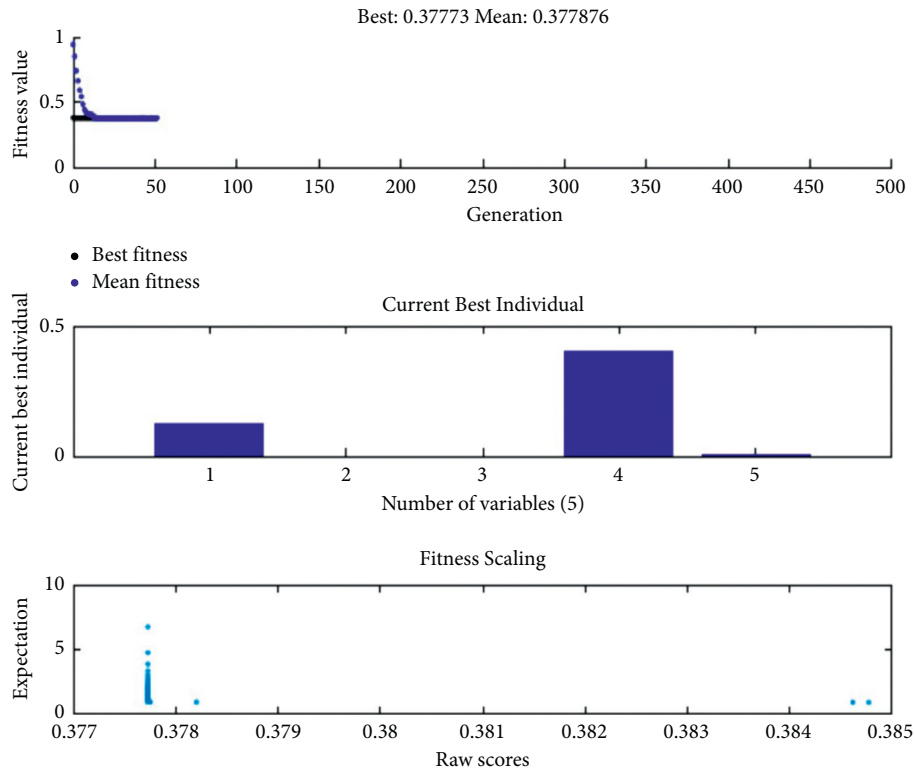 Best: 0.37773 Mean: 0.377876
Fitness value
1
0.5
0
0 50 100 150 200 250 300 350 400 450 500
Generation
Best fitness
Mean fitness
Current Best Individual
Current best individual
0.5
0
1 2 3 4 5
Number of variables (5)
Fitness Scaling
Expectation
10
5
0
0.377 0.378 0.379 0.38 0.381 0.382 0.383 0.384 0.385
Raw scores